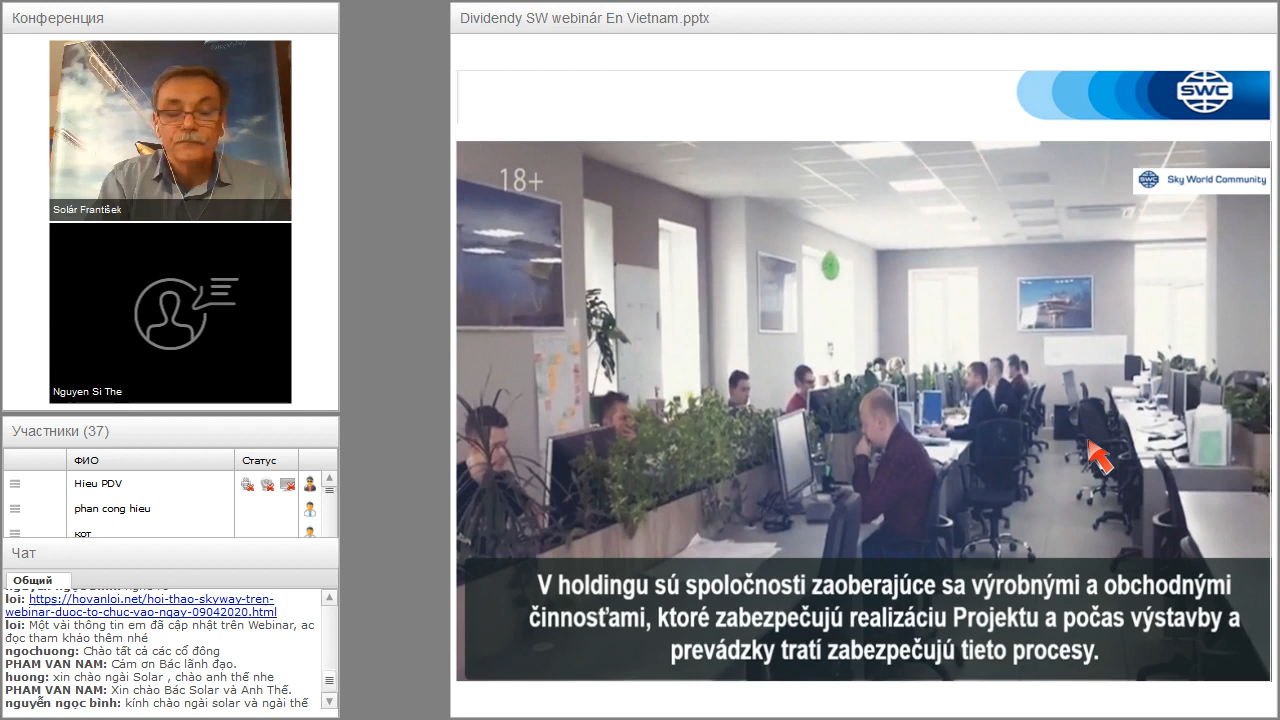 Конференция
Solár František
Nguyen Si The
Участники (37)
ФИО
Статус
Hieu PDV
phan cong hieu
кот
Чат
Общий
loi: https://hovanloi.net/hoi-thao-skyway-tren-
webinar-duoc-to-chuc-vao-ngay-09042020.html
loi: Một vài thông tin em đã cập nhật trên Webinar, ac
đọc tham khảo thêm nhé
ngochuong: Chào tất cả các cổ đông
PHAM VAN NAM: Cảm ơn Bác lãnh đạo.
huong: xin chào ngài Solar , chào anh thế nhe
PHAM VAN NAM: Xin chào Bác Solar và Anh Thế.
nguyễn ngọc bình: kính chào ngài solar và ngài thế
Dividendy SW webinár En Vietnam.pptx
SWC
18+
SWC Sky World Community
V holdingu sú spoločnosti zaoberajúce sa výrobnými a obchodnými
činnosťami, ktoré zabezpečujú realizáciu Projektu a počas výstavby a
prevádzky tratí zabezpečujú tieto procesy.